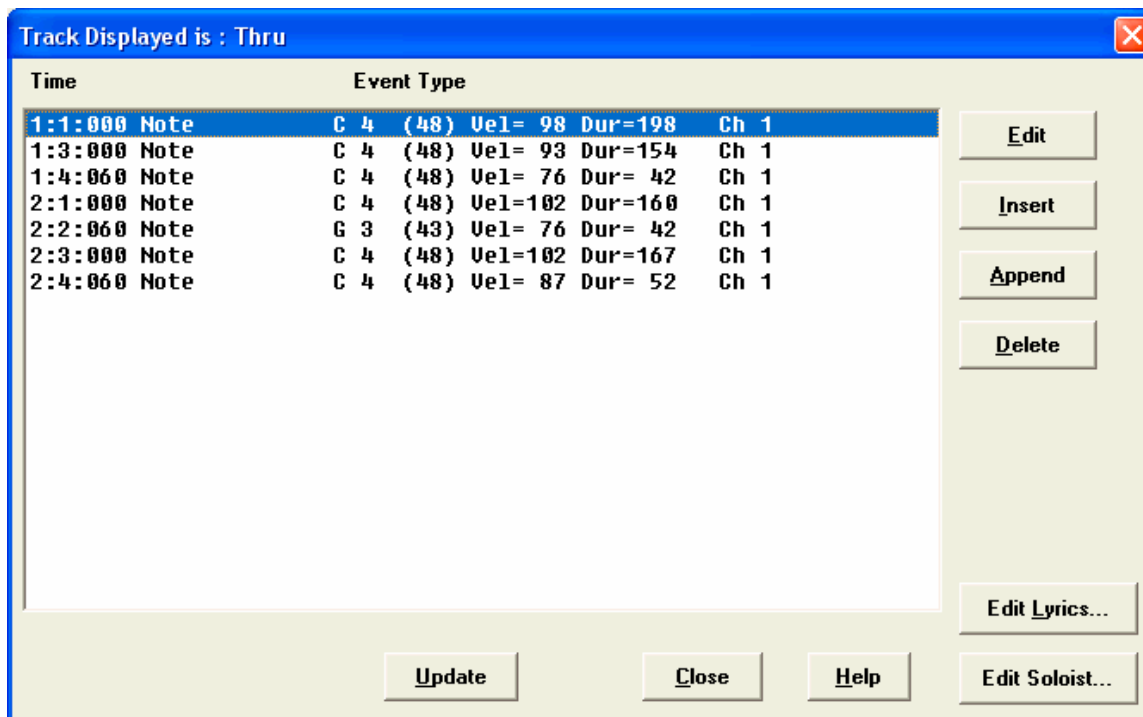 Track Displayed is : Thru
Time Event Type
1:1:000 Note C 4 (48) Vel= 98 Dur=198 Ch 1
1:3:000 Note C 4 (48) Vel= 93 Dur=154 Ch 1
1:4:060 Note C 4 (48) Vel= 76 Dur= 42 Ch 1
2:1:000 Note C 4 (48) Vel=102 Dur=160 Ch 1
2:2:060 Note G 3 (43) Vel= 76 Dur= 42 Ch 1
2:3:000 Note C 4 (48) Vel=102 Dur=167 Ch 1
2:4:060 Note C 4 (48) Vel= 87 Dur= 52 Ch 1
Edit
Insert
Append
Delete
Edit Lyrics...
Update
Close
Help
Edit Soloist...